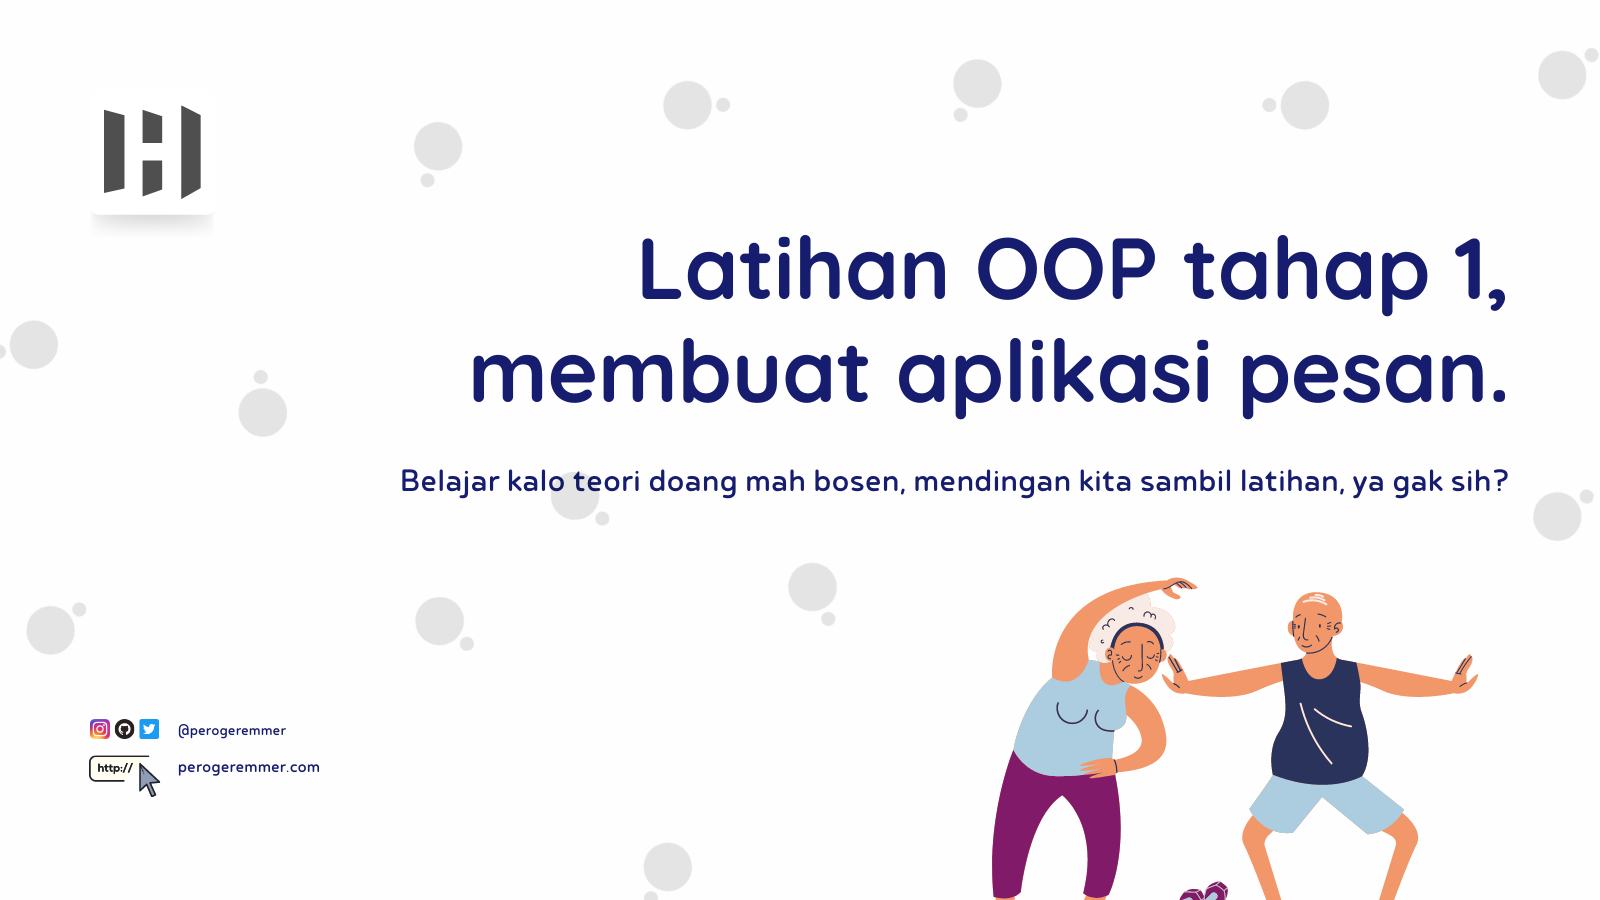 Latihan OOP tahap 1,
membuat aplikasi pesan.
Belajar kalo teori doang mah bosen, mendingan kita sambil latihan, ya gak sih?
@perogeremmer
http://
perogeremmer.com